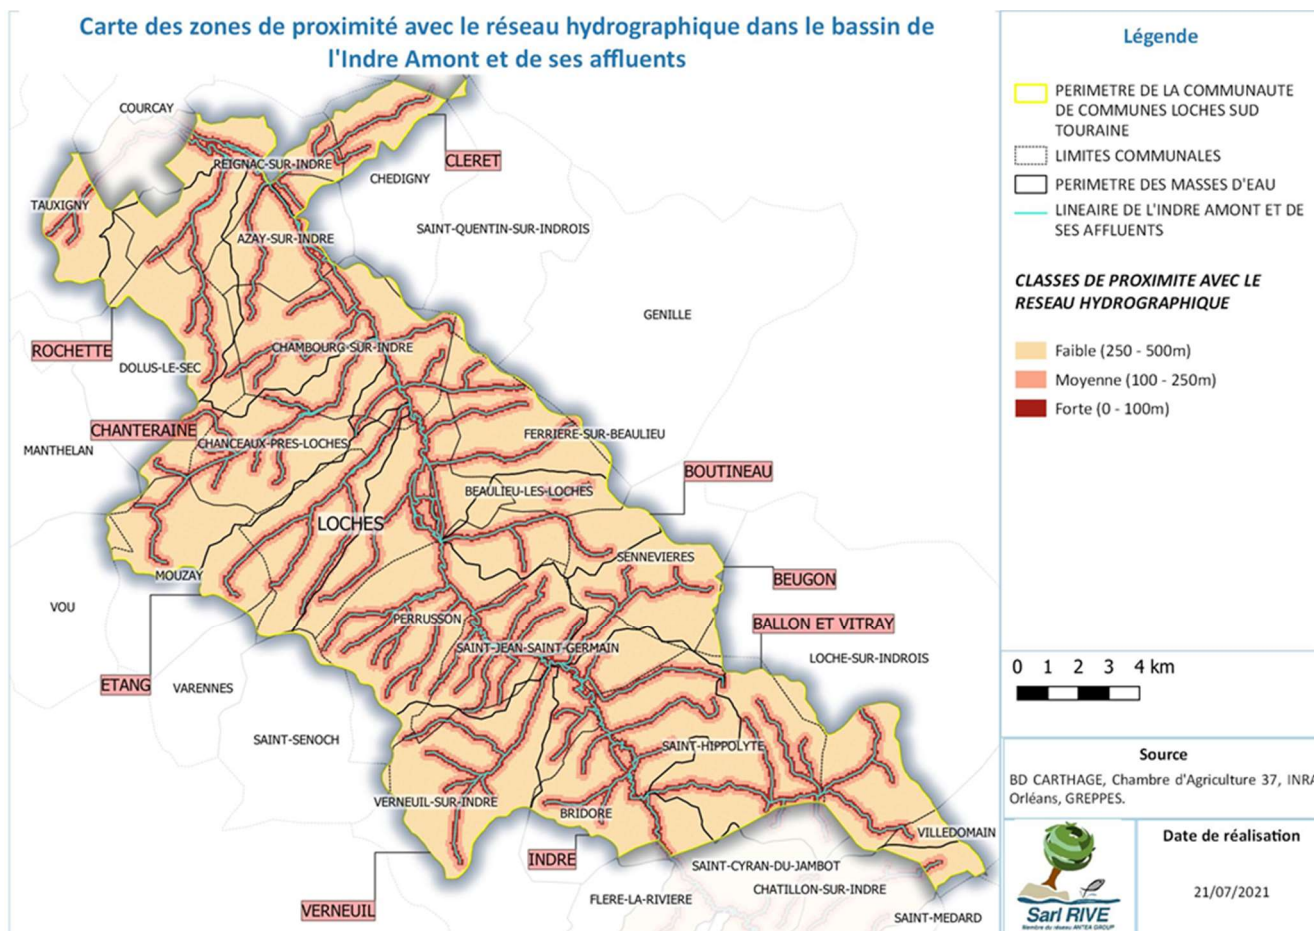 Carte des zones de proximité avec le réseau hydrographique dans le bassin de
l'Indre Amont et de ses affluents
COURCAY
REIGNAC-SUR-INDRE
CLERET
CHEDIGNY
TAUXIGNY
AZAY-SUR-INDRE
SAINT-QUENTIN-SUR-INDROIS
GENILLE
ROCHETTE
DOLUS-LE-SEC
CHAMBOURG-SUR-INDRE
CHANTERAINE
CHANCEAUX-PRES-LOCHES
FERRIERE-SUR-BEAULIEU
MANTHELAN
BOUTINEAU
BEAULIEU-LES-LOCHES
LOCHES
SENNEVIERES
MOUZAY
BEUGON
VOU
PERRUSSON
BALLON ET VITRAY
SAINT-JEAN-SAINT-GERMAIN
LOCHE-SUR-INDROIS
ETANG
VARENNES
SAINT-SENOCH
SAINT-HIPPOLYTE
VERNEUIL-SUR-INDRE
BRIDORE
VILLEDOMAIN
INDRE
SAINT-CYRAN-DU-JAMBOT
CHATILLON-SUR-INDRE
FLERE-LA-RIVIERE
VERNEUIL
SAINT-MEDARD
Légende
PERIMETRE DE LA COMMUNAUTE
DE COMMUNES LOCHES SUD
TOURAINE
LIMITES COMMUNALES
PERIMETRE DES MASSES D'EAU
LINEAIRE DE L'INDRE AMONT ET DE
SES AFFLUENTS
CLASSES DE PROXIMITE AVEC LE
RESEAU HYDROGRAPHIQUE
Faible (250 - 500m)
Moyenne (100 - 250m)
Forte (0 - 100m)
0 1 2 3 4 km
Source
BD CARTHAGE, Chambre d'Agriculture 37, INRA
Orléans, GREPPES.
Sarl RIVE
Membre du réseau ANTEA GROUP
Date de réalisation
21/07/2021